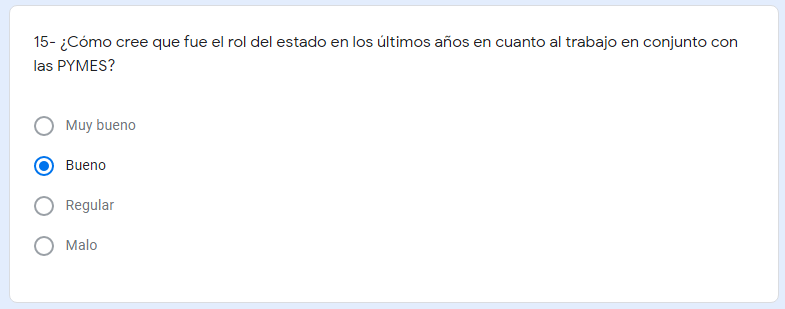 15- ¿Cómo cree que fue el rol del estado en los últimos años en cuanto al trabajo en conjunto con
las PYMES?
Muy bueno
Bueno
Regular
Malo